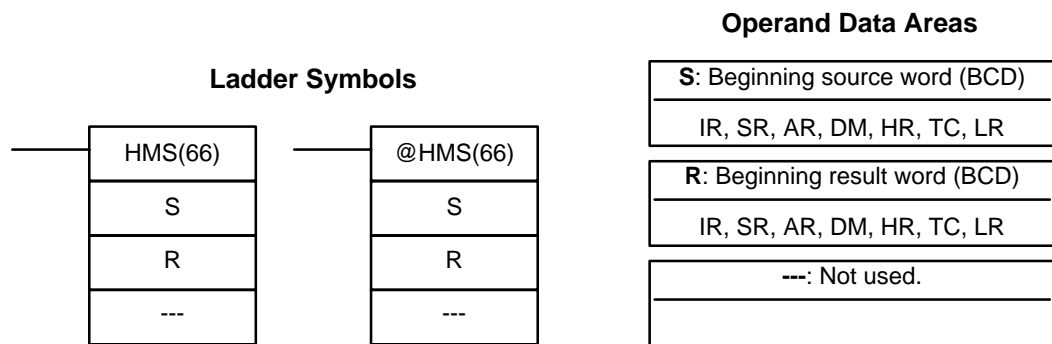 Operand Data Areas
Ladder Symbols
S: Beginning source word (BCD)
IR, SR, AR, DM, HR, TC, LR
HMS(66)
@HMS(66)
R: Beginning result word (BCD)
S
S
IR, SR, AR, DM, HR, TC, LR
R
R
---: Not used.
---
---